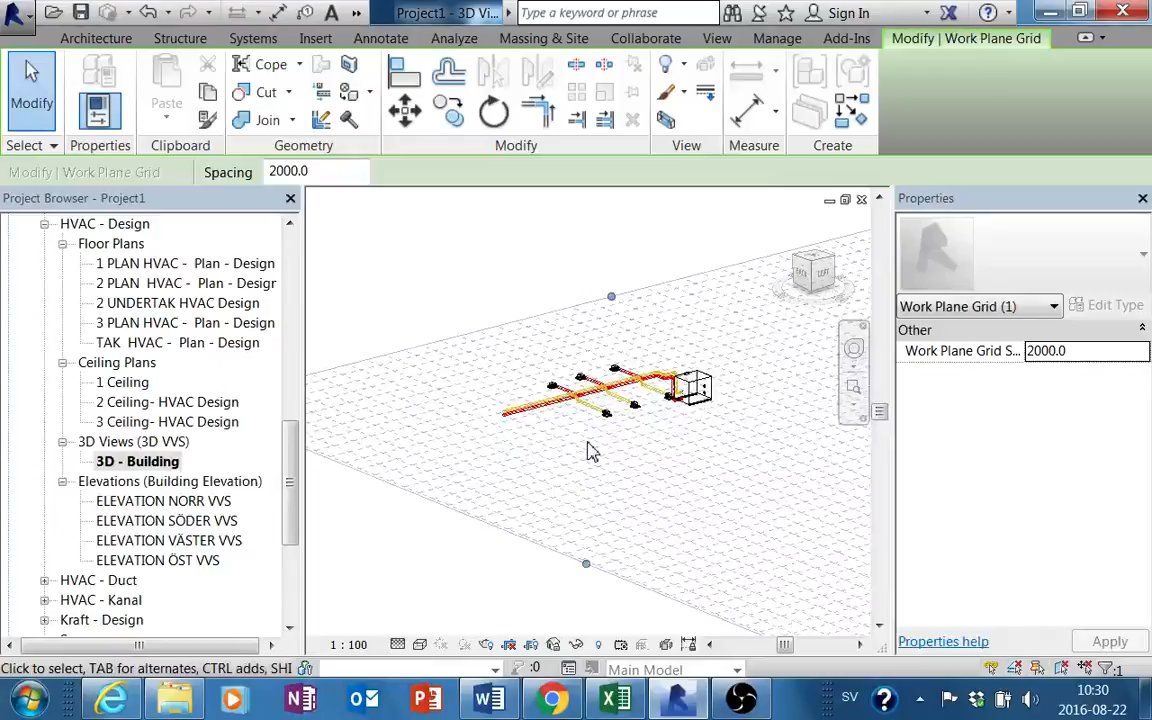 Project1 - 3D Vi...
Type a keyword or phrase
Sign In
Architecture
Structure
Systems
Insert
Annotate
Analyze
Massing & Site
Collaborate
View
Manage
Add-Ins
Modify | Work Plane Grid
Modify
Paste
Cope
Cut
Join
Select
Properties
Clipboard
Geometry
Modify
View
Measure
Create
Modify | Work Plane Grid
Spacing
2000.0
Project Browser - Project1
HVAC - Design
Floor Plans
1 PLAN HVAC - Plan - Design
2 PLAN HVAC - Plan - Design
2 UNDERTAK HVAC Design
3 PLAN HVAC - Plan - Design
TAK HVAC - Plan - Design
Ceiling Plans
1 Ceiling
2 Ceiling HVAC - Design
3 Ceiling HVAC - Design
3D Views (3D VVS)
3D - Building
Elevations (Building Elevation)
ELEVATION NORR VVS
ELEVATION SÖDER VVS
ELEVATION VÄSTER VVS
ELEVATION ÖST VVS
HVAC - Duct
HVAC - Kanal
Kraft - Design
BACK
LEFT
1 : 100
Properties
Work Plane Grid (1)
Edit Type
Other
Work Plane Grid S...
2000.0
Properties help
Apply
Click to select, TAB for alternates, CTRL adds, SHI
:0
Main Model
:1
SV
10:30
2016-08-22